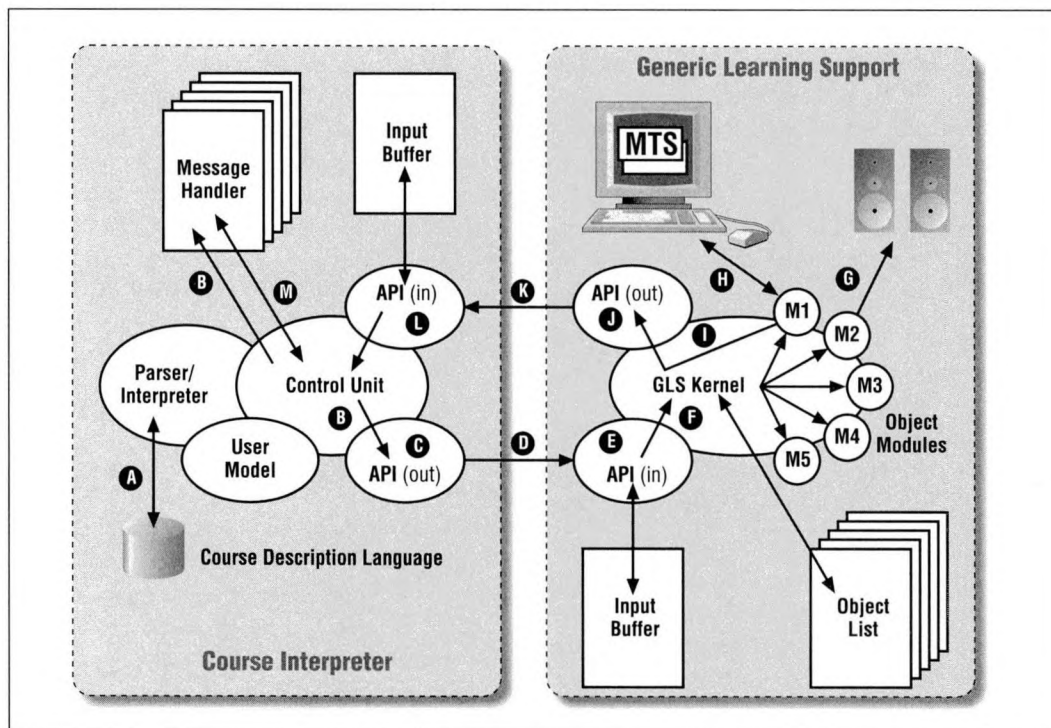 Generic Learning Support
MTS
Message
Handler
Input
Buffer
B
M
API (in)
L
K
API (out)
J
H
G
I
M1
M2
M3
M4
M5
Object
Modules
Parser/
Interpreter
Control Unit
B
GLS Kernel
F
User
Model
C
API (out)
D
E
API (in)
A
Course Description Language
Input
Buffer
Object
List
Course Interpreter